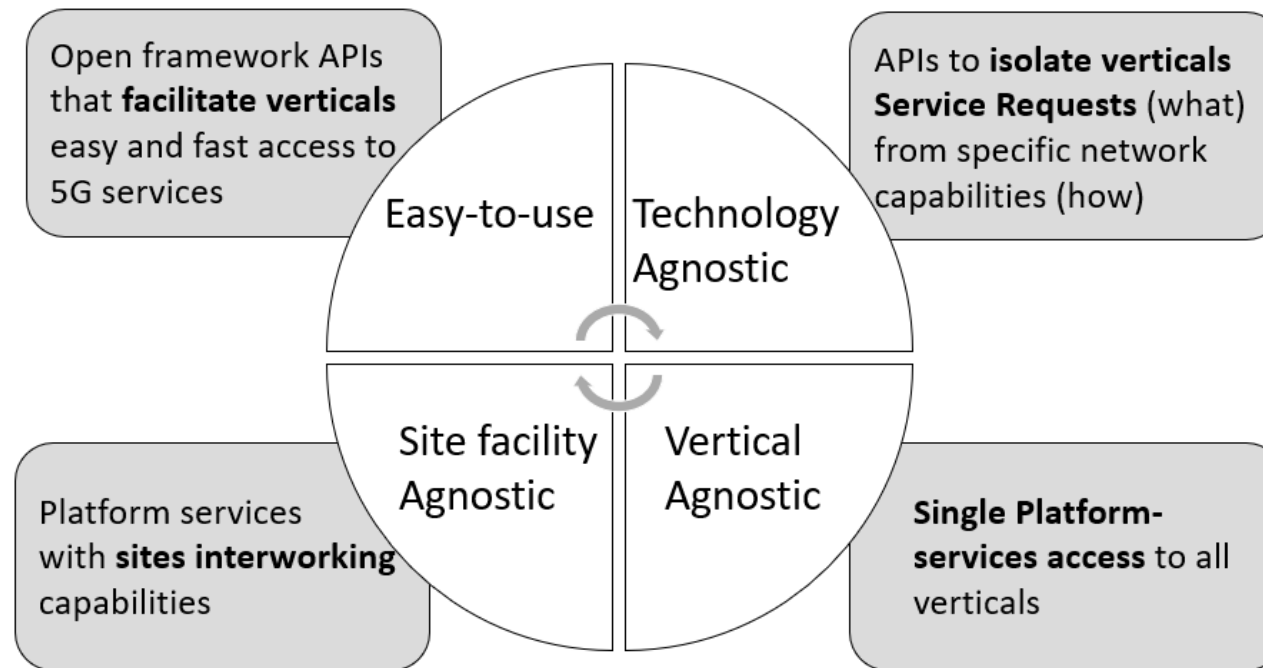 Open framework APIs
that facilitate verticals
easy and fast access to
5G services
APIs to isolate verticals
Service Requests (what)
from specific network
capabilities (how)
Easy-to-use
Technology
Agnostic
Site facility
Agnostic
Vertical
Agnostic
Platform services
with sites interworking
capabilities
Single Platform-
services access to all
verticals